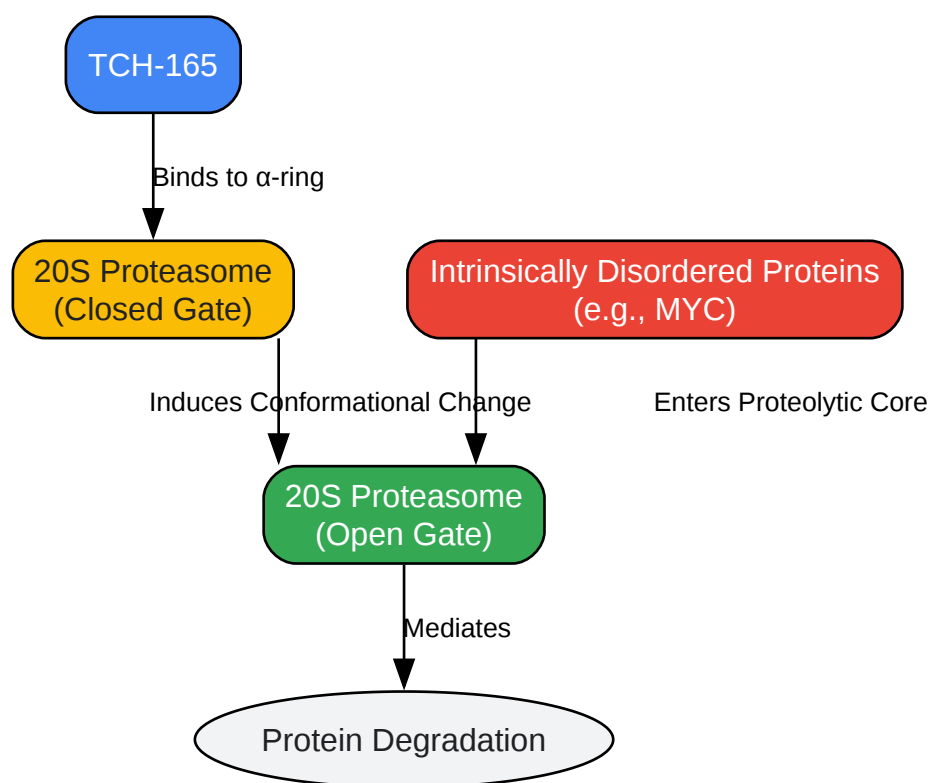 TCH-165
Binds to α-ring
20S Proteasome
(Closed Gate)
Intrinsically Disordered Proteins
(e.g., MYC)
Induces Conformational Change
Enters Proteolytic Core
20S Proteasome
(Open Gate)
Mediates
Protein Degradation